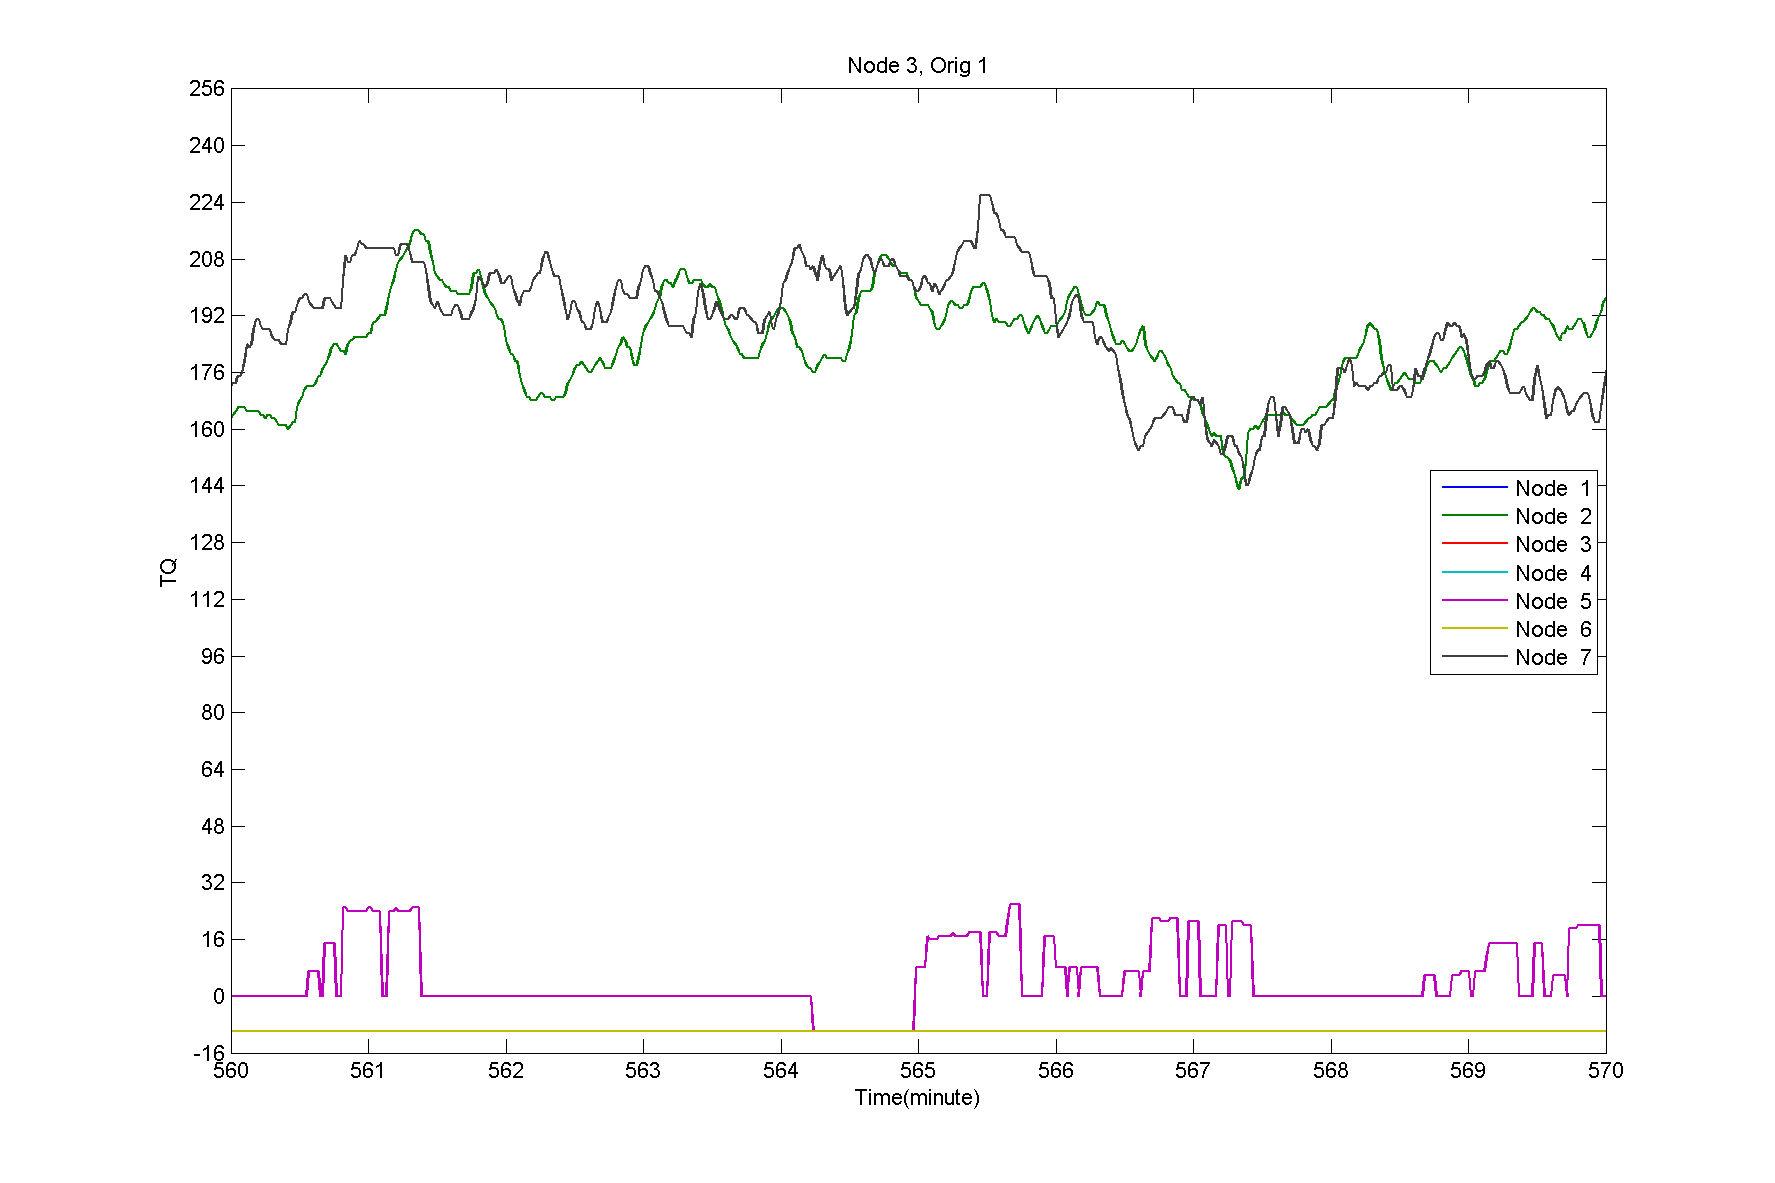 Node 3, Orig 1
256
240
224
208
192
176
160
144
128
112
96
80
64
48
32
16
0
-16
TQ
Node 1
Node 2
Node 3
Node 4
Node 5
Node 6
Node 7
560 561 562 563 564 565 566 567 568 569 570
Time(minute)